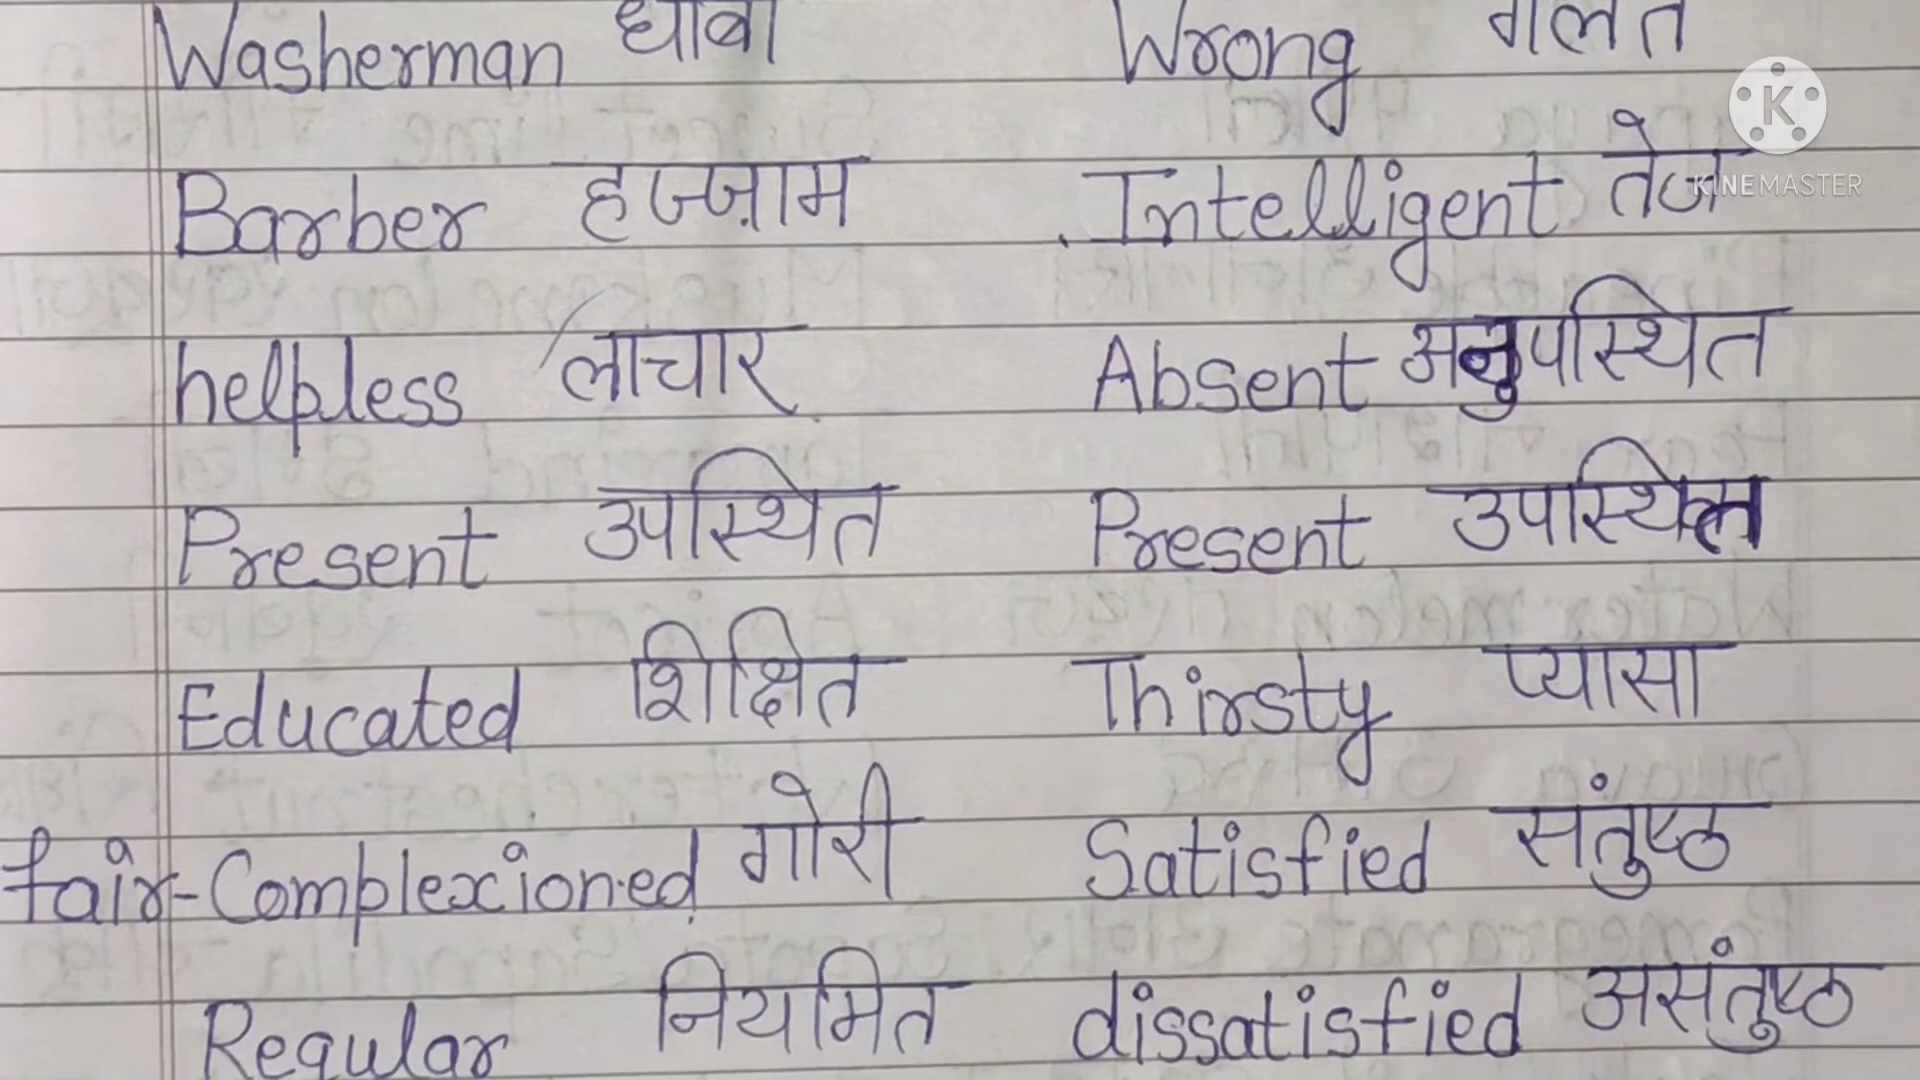 Washerman धोबी Wrong गलत
Barber हज्ज़ाम Intelligent तेज
helpless लाचार Absent अनुपस्थित
Present उपस्थित Present उपस्थित
Educated शिक्षित Thirsty प्यासा
fair-Complexioned गोरी Satisfied संतुष्ठ
Regular नियमित dissatisfied असंतुष्ठ
K
KINEMASTER